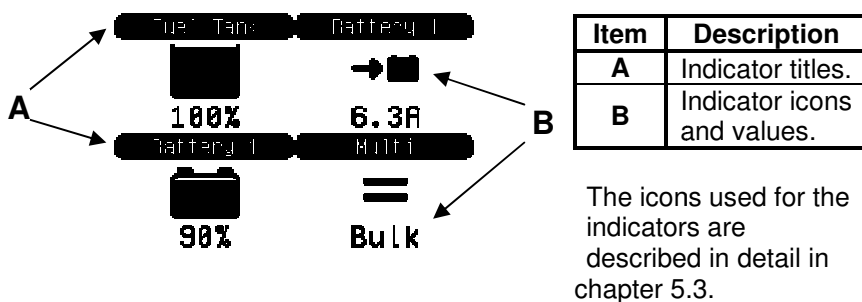 Fuel Tank Battery 1
100% 6.3A
Battery 1 Multi
90% Bulk
A
B
Item Description
A Indicator titles.
B Indicator icons
and values.
The icons used for the
indicators are
described in detail in
chapter 5.3.